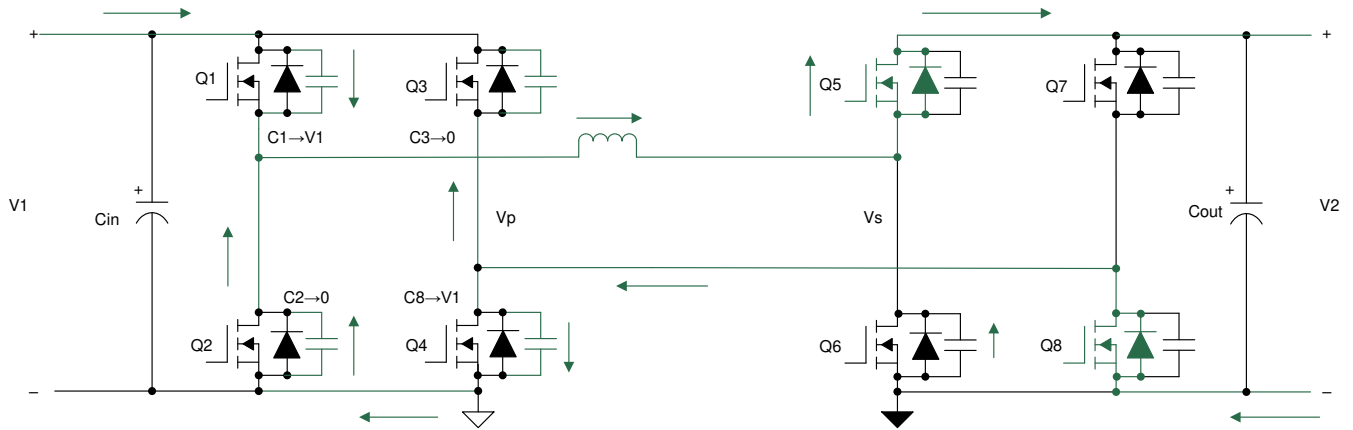 +
+
Q1
Q3
Q5
Q7
C1→V1
C3→0
+
+
V1
Cin
Vp
Vs
Cout
V2
C2→0
C8→V1
Q2
Q4
Q6
Q8
–
–